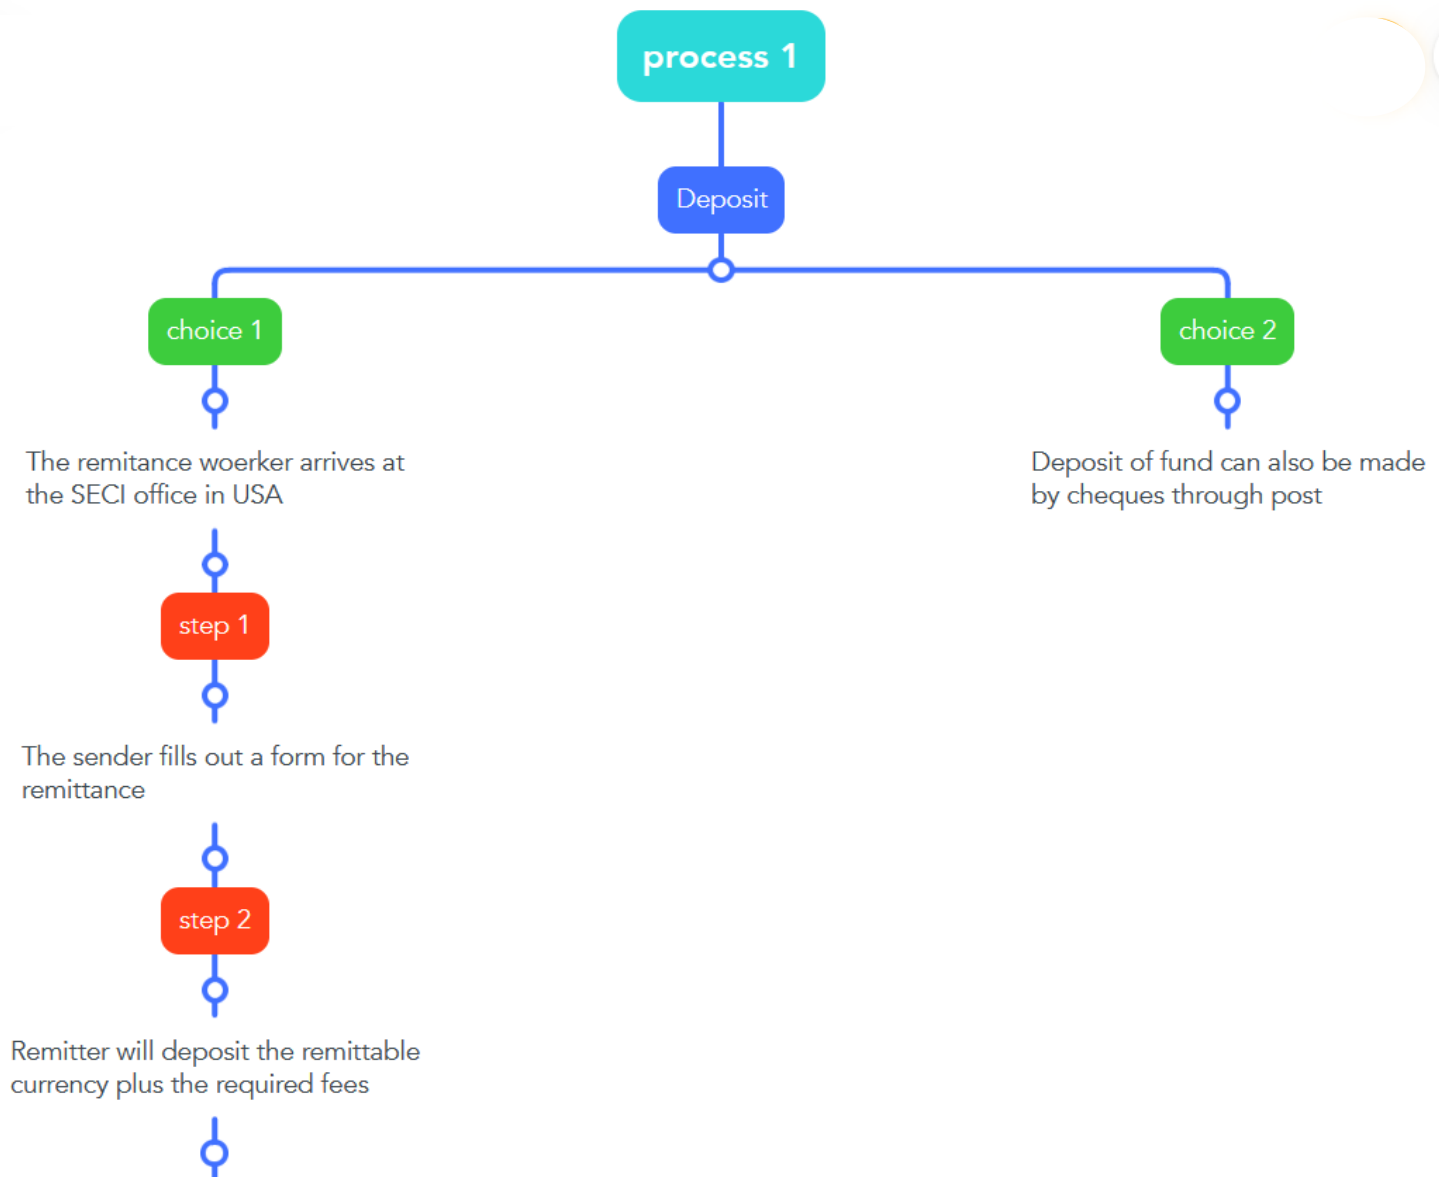 process 1
Deposit
choice 1
choice 2
The remitance woerker arrives at
the SECI office in USA
Deposit of fund can also be made
by cheques through post
step 1
The sender fills out a form for the
remittance
step 2
Remitter will deposit the remittable
currency plus the required fees